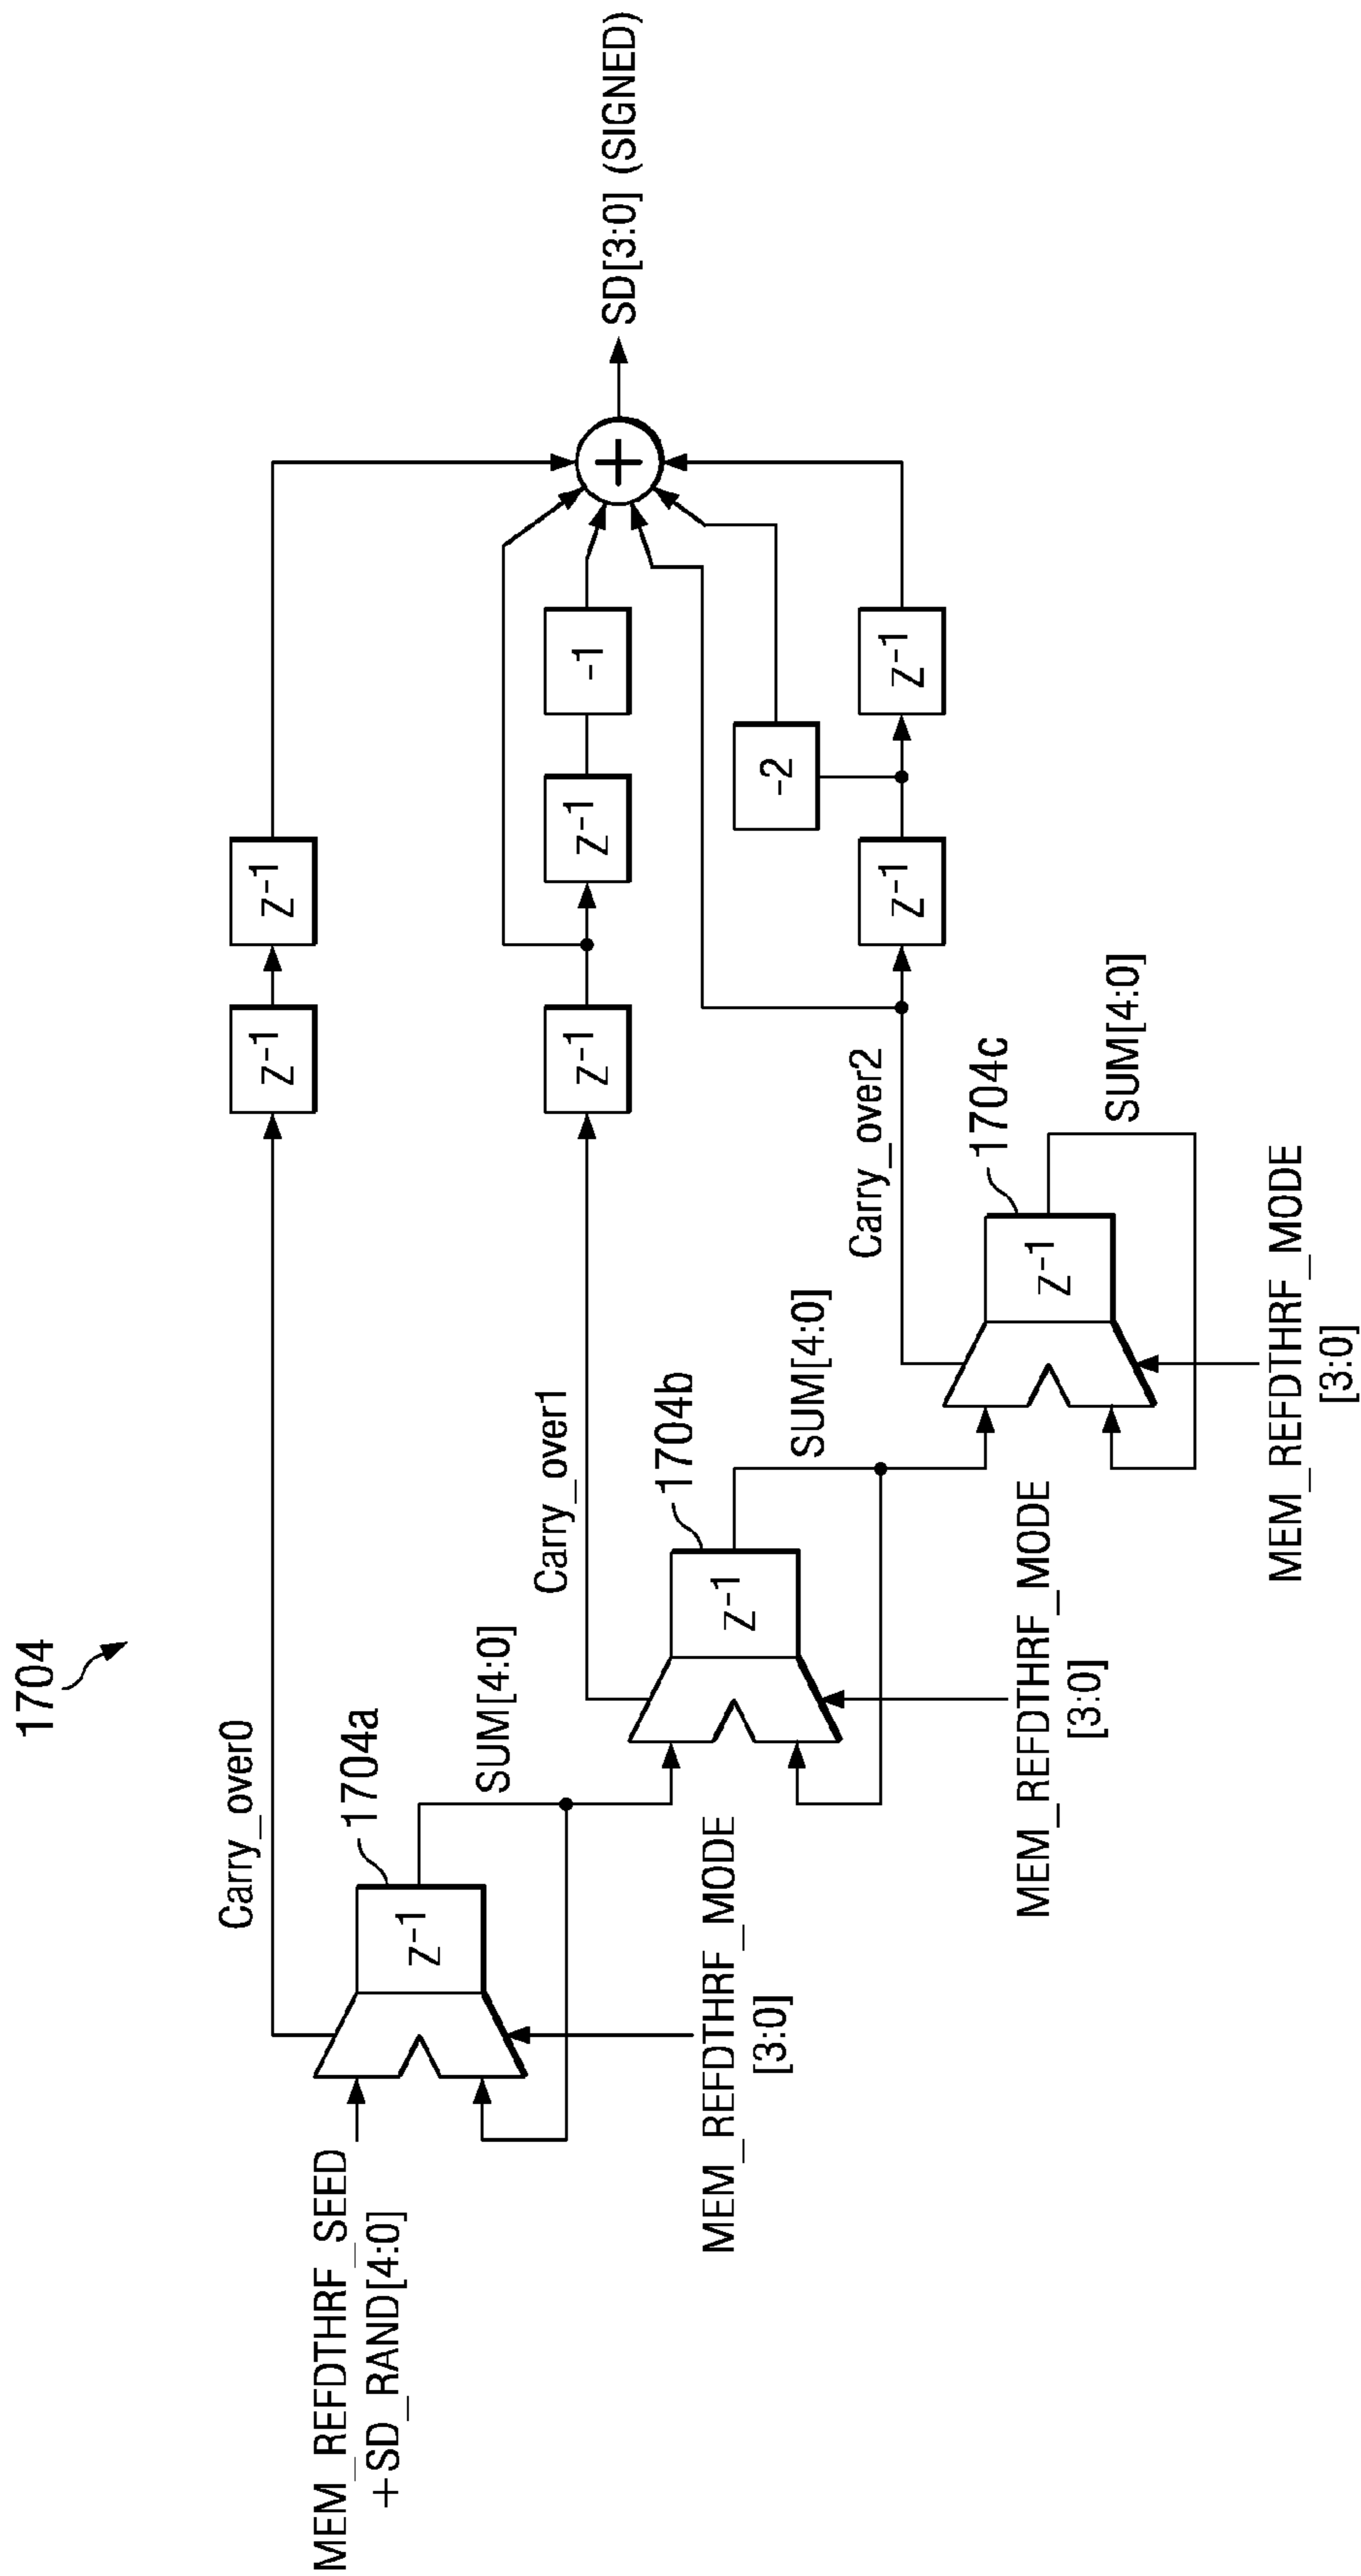 1704
Carry_over0
Z⁻¹
Z⁻¹
MEM_REFDTHRF_SEED
+SD_RAND[4:0]
1704a
Z⁻¹
SUM[4:0]
MEM_REFDTHRF_MODE
[3:0]
Carry_over1
Z⁻¹
Z⁻¹
-1
1704b
Z⁻¹
SUM[4:0]
MEM_REFDTHRF_MODE
[3:0]
Carry_over2
Z⁻¹
-2
Z⁻¹
1704c
Z⁻¹
SUM[4:0]
MEM_REFDTHRF_MODE
[3:0]
+
SD[3:0] (SIGNED)